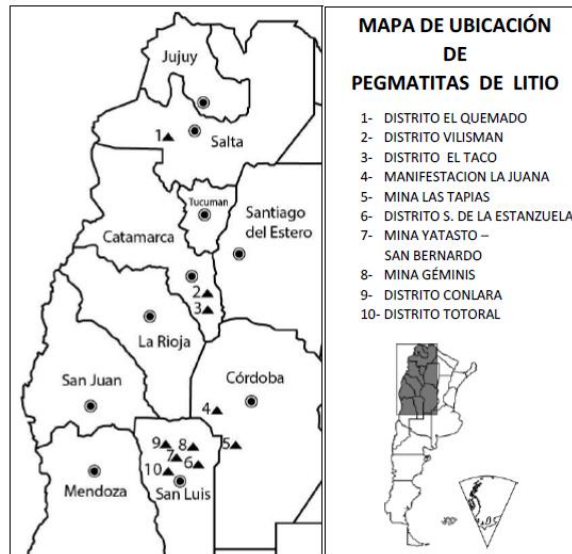 Jujuy
1
Salta
Tucuman
Santiago
del Estero
Catamarca
2
3
La Rioja
San Juan
Córdoba
4
9
8
5
7
6
10
Mendoza
San Luis
MAPA DE UBICACIÓN
DE
PEGMATITAS DE LITIO
1- DISTRITO EL QUEMADO
2- DISTRITO VILISMAN
3- DISTRITO EL TACO
4- MANIFESTACION LA JUANA
5- MINA LAS TAPIAS
6- DISTRITO S. DE LA ESTANZUELA
7- MINA YATASTO –
SAN BERNARDO
8- MINA GÉMINIS
9- DISTRITO CONLARA
10- DISTRITO TOTORAL